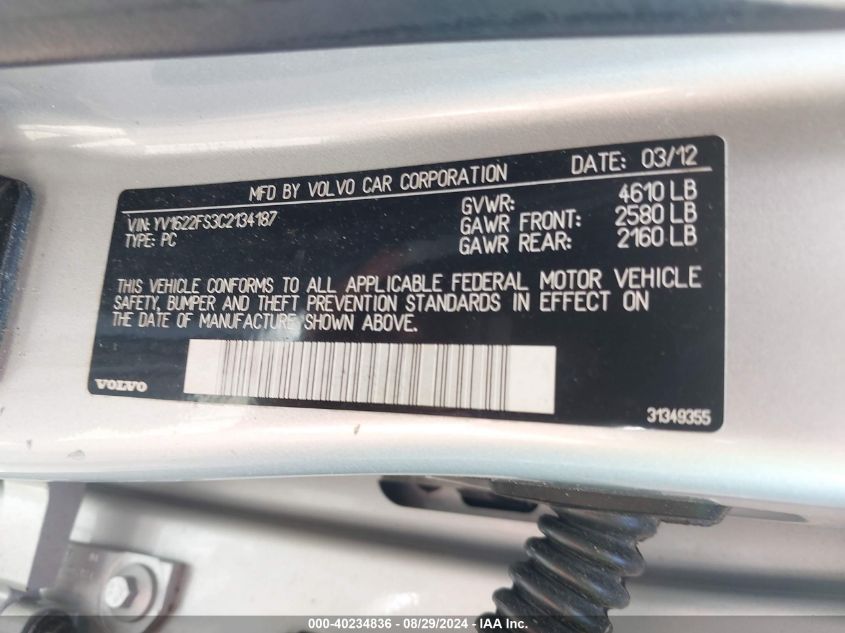 MFD BY VOLVO CAR CORPORATION
DATE: 03/12
VIN: YV1622FS3C2134187
TYPE: PC
GVWR: 4610 LB
GAWR FRONT: 2580 LB
GAWR REAR: 2160 LB
THIS VEHICLE CONFORMS TO ALL APPLICABLE FEDERAL MOTOR VEHICLE
SAFETY, BUMPER AND THEFT PREVENTION STANDARDS IN EFFECT ON
THE DATE OF MANUFACTURE SHOWN ABOVE.
VOLVO
31349355
000-40234836 - 08/29/2024 - IAA Inc.